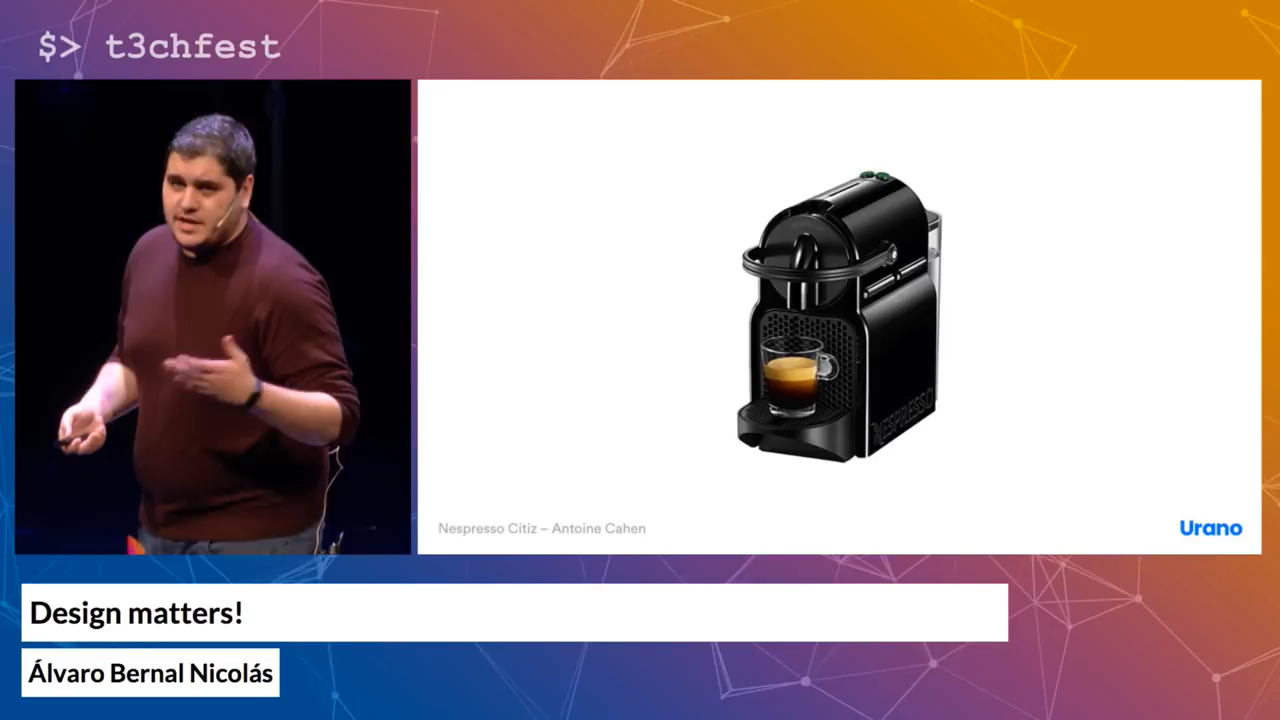 $> t3chfest
NESPRESSO
Nespresso Citiz – Antoine Cahen
Urano
Design matters!
Álvaro Bernal Nicolás